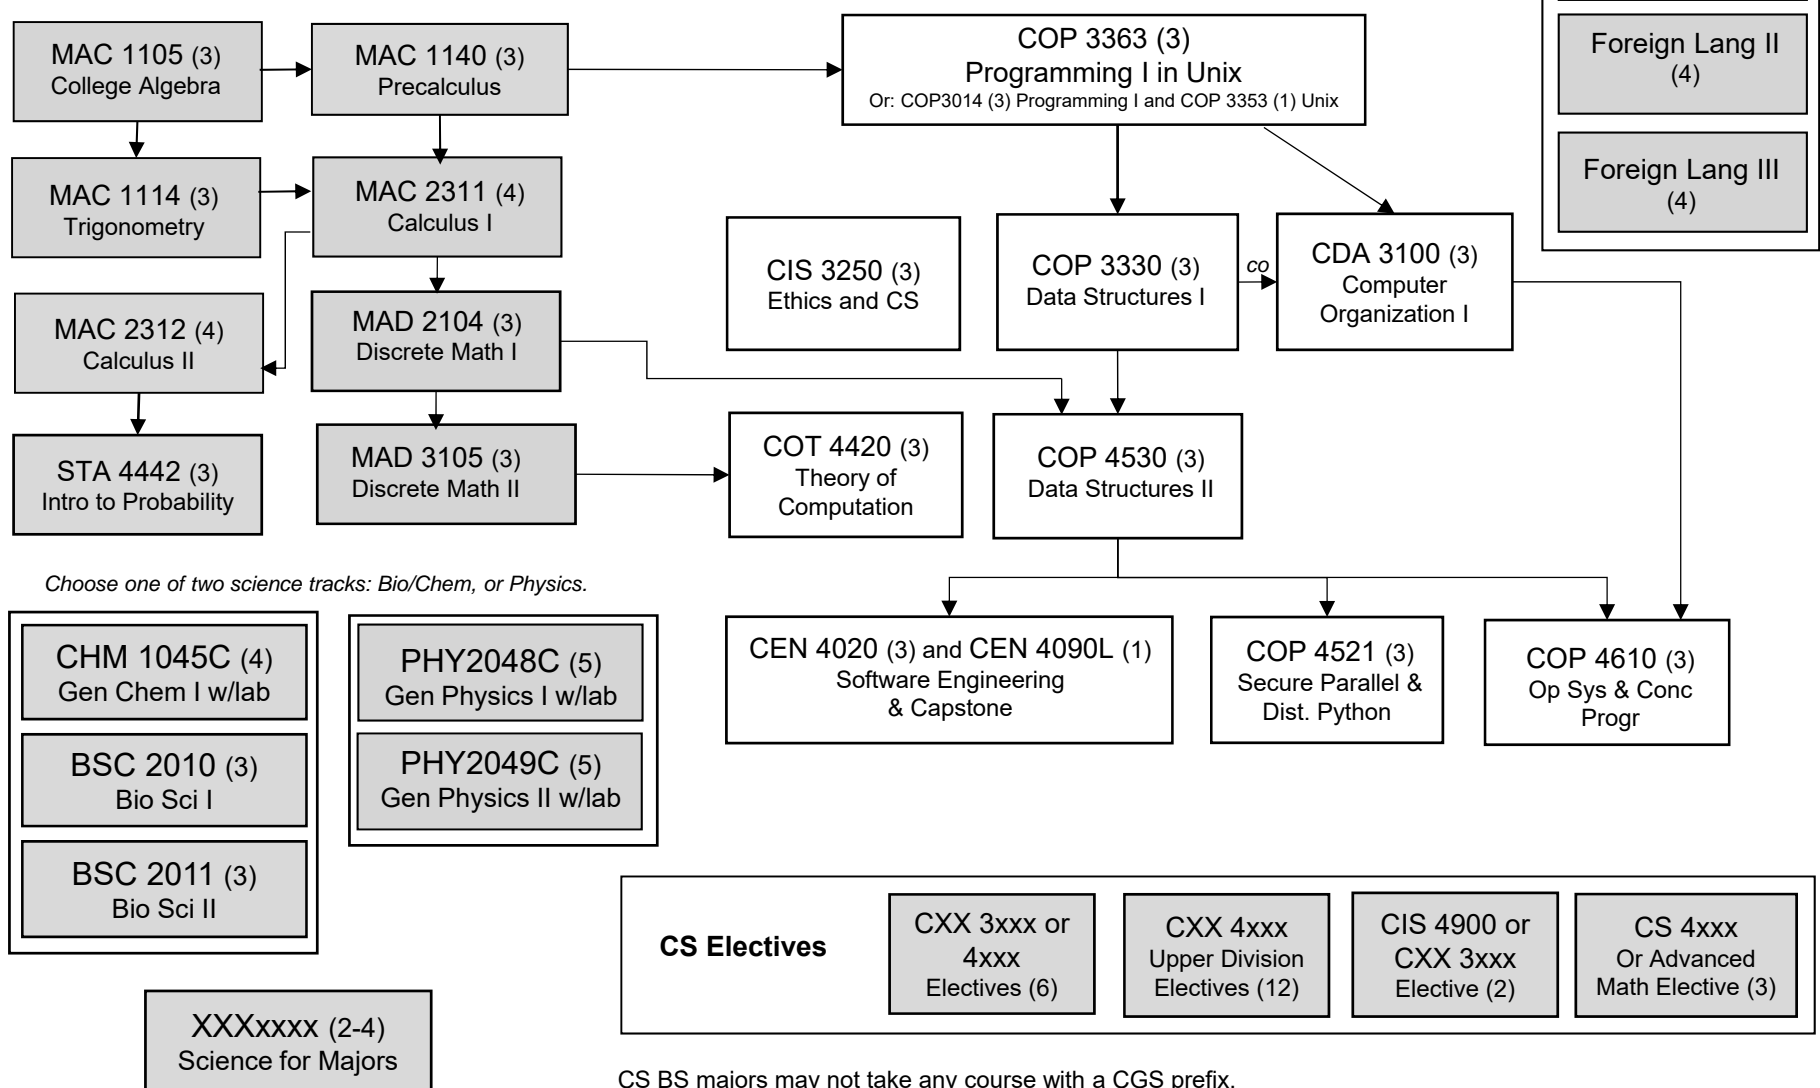 MAC 1105 (3)
College Algebra
MAC 1140 (3)
Precalculus
COP 3363 (3)
Programming I in Unix
Or: COP3014 (3) Programming I and COP 3353 (1) Unix
Foreign Lang II
(4)
MAC 1114 (3)
Trigonometry
MAC 2311 (4)
Calculus I
Foreign Lang III
(4)
CIS 3250 (3)
Ethics and CS
COP 3330 (3)
Data Structures I
co
CDA 3100 (3)
Computer
Organization I
MAC 2312 (4)
Calculus II
MAD 2104 (3)
Discrete Math I
STA 4442 (3)
Intro to Probability
MAD 3105 (3)
Discrete Math II
COT 4420 (3)
Theory of
Computation
COP 4530 (3)
Data Structures II
Choose one of two science tracks: Bio/Chem, or Physics.
CHM 1045C (4)
Gen Chem I w/lab
BSC 2010 (3)
Bio Sci I
BSC 2011 (3)
Bio Sci II
PHY2048C (5)
Gen Physics I w/lab
PHY2049C (5)
Gen Physics II w/lab
CEN 4020 (3) and CEN 4090L (1)
Software Engineering
& Capstone
COP 4521 (3)
Secure Parallel &
Dist. Python
COP 4610 (3)
Op Sys & Conc
Progr
CS Electives
CXX 3xxx or
4xxx
Electives (6)
CXX 4xxx
Upper Division
Electives (12)
CIS 4900 or
CXX 3xxx
Elective (2)
CS 4xxx
Or Advanced
Math Elective (3)
XXXxxxx (2-4)
Science for Majors
CS BS majors may not take any course with a CGS prefix.